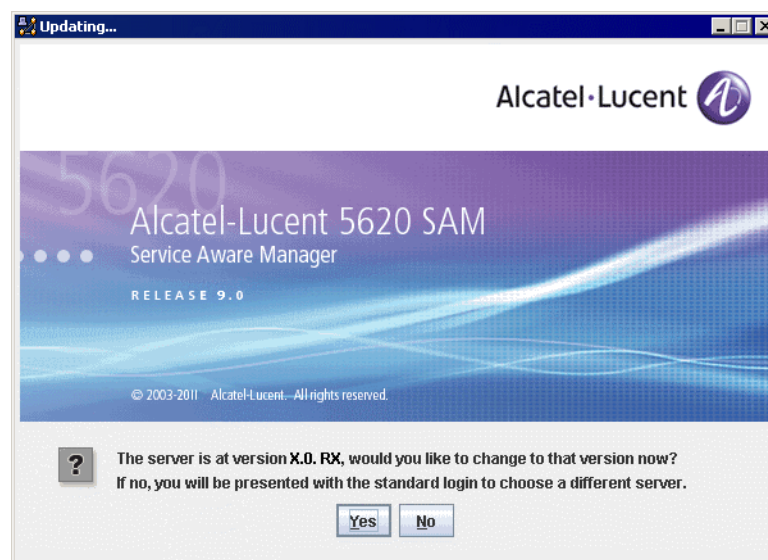 Updating...
Alcatel·Lucent
5620
Alcatel-Lucent 5620 SAM
Service Aware Manager
RELEASE 9.0
© 2003-2011 Alcatel-Lucent. All rights reserved.
?
The server is at version X.0. RX, would you like to change to that version now?
If no, you will be presented with the standard login to choose a different server.
Yes No